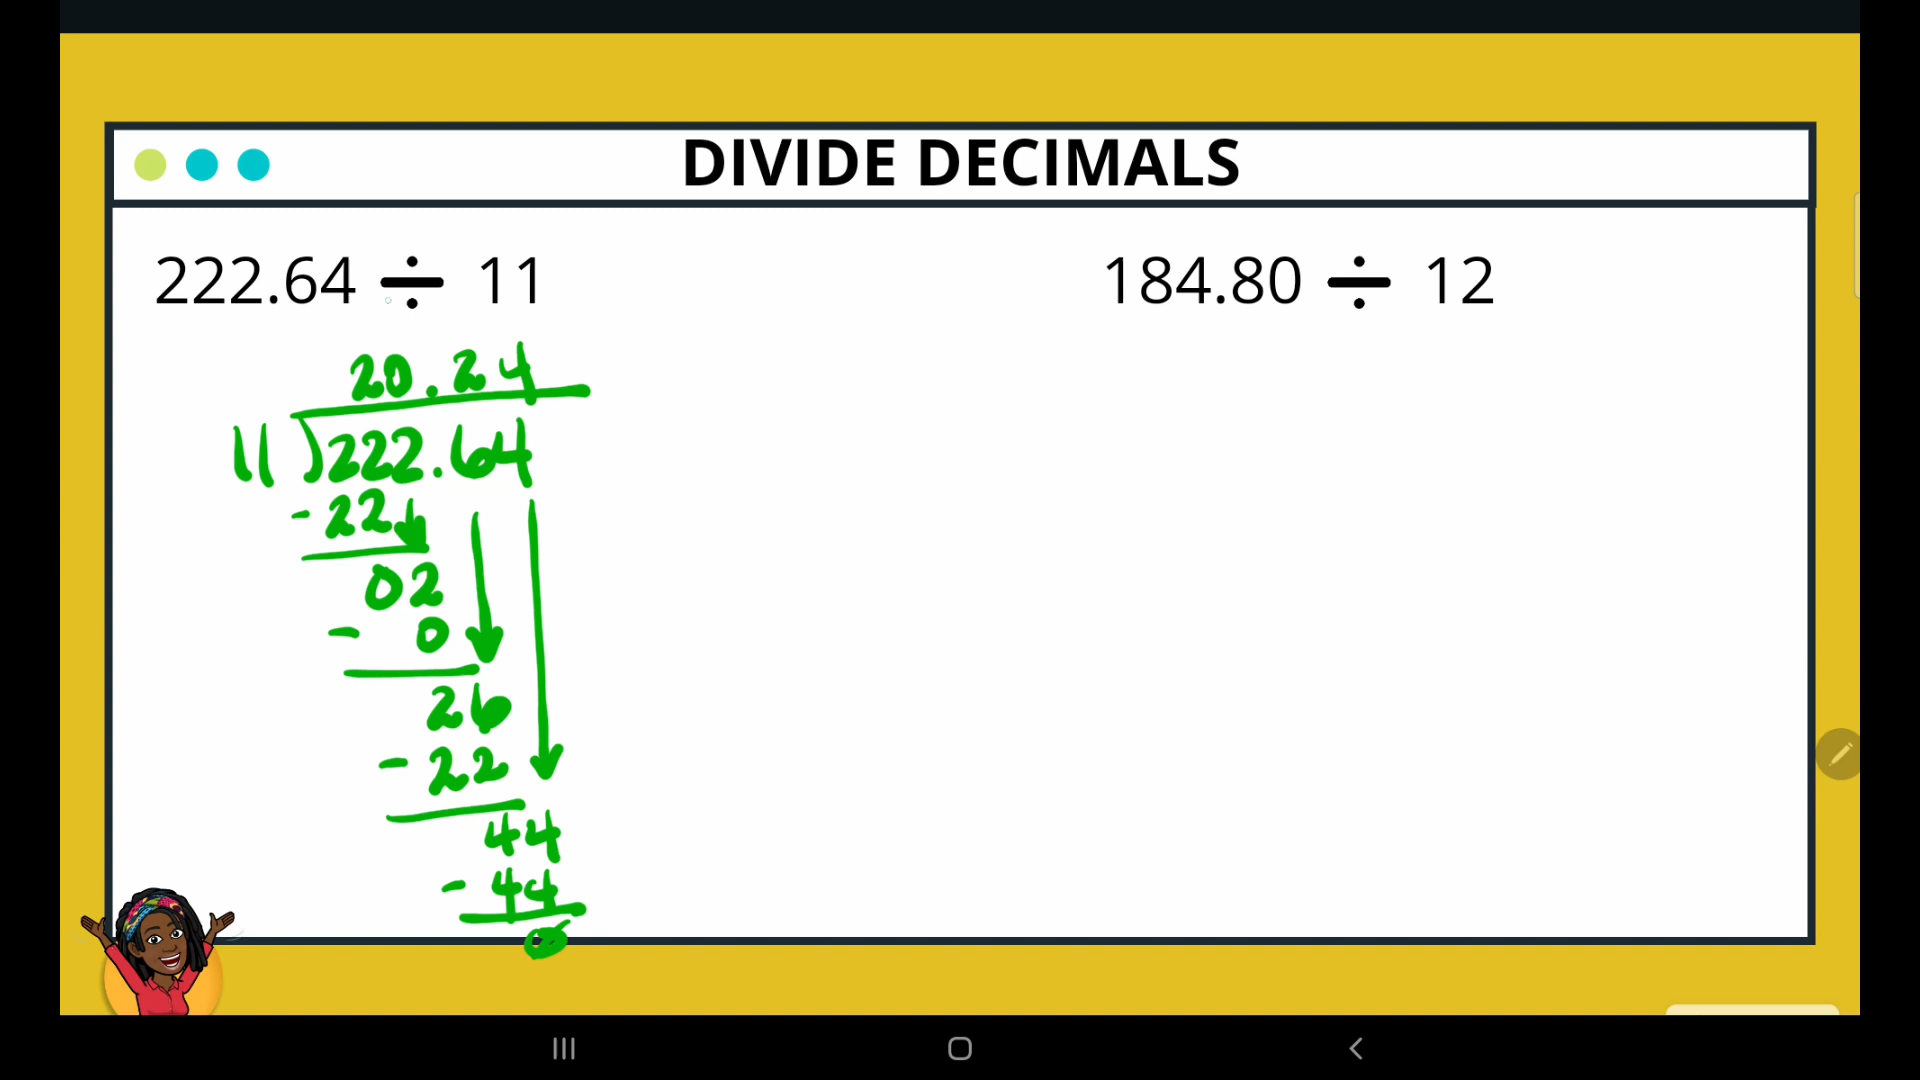 DIVIDE DECIMALS
222.64 ÷ 11
184.80 ÷ 12
20.24
11 ) 222.64
- 22
02
- 0
26
- 22
44
- 44
0